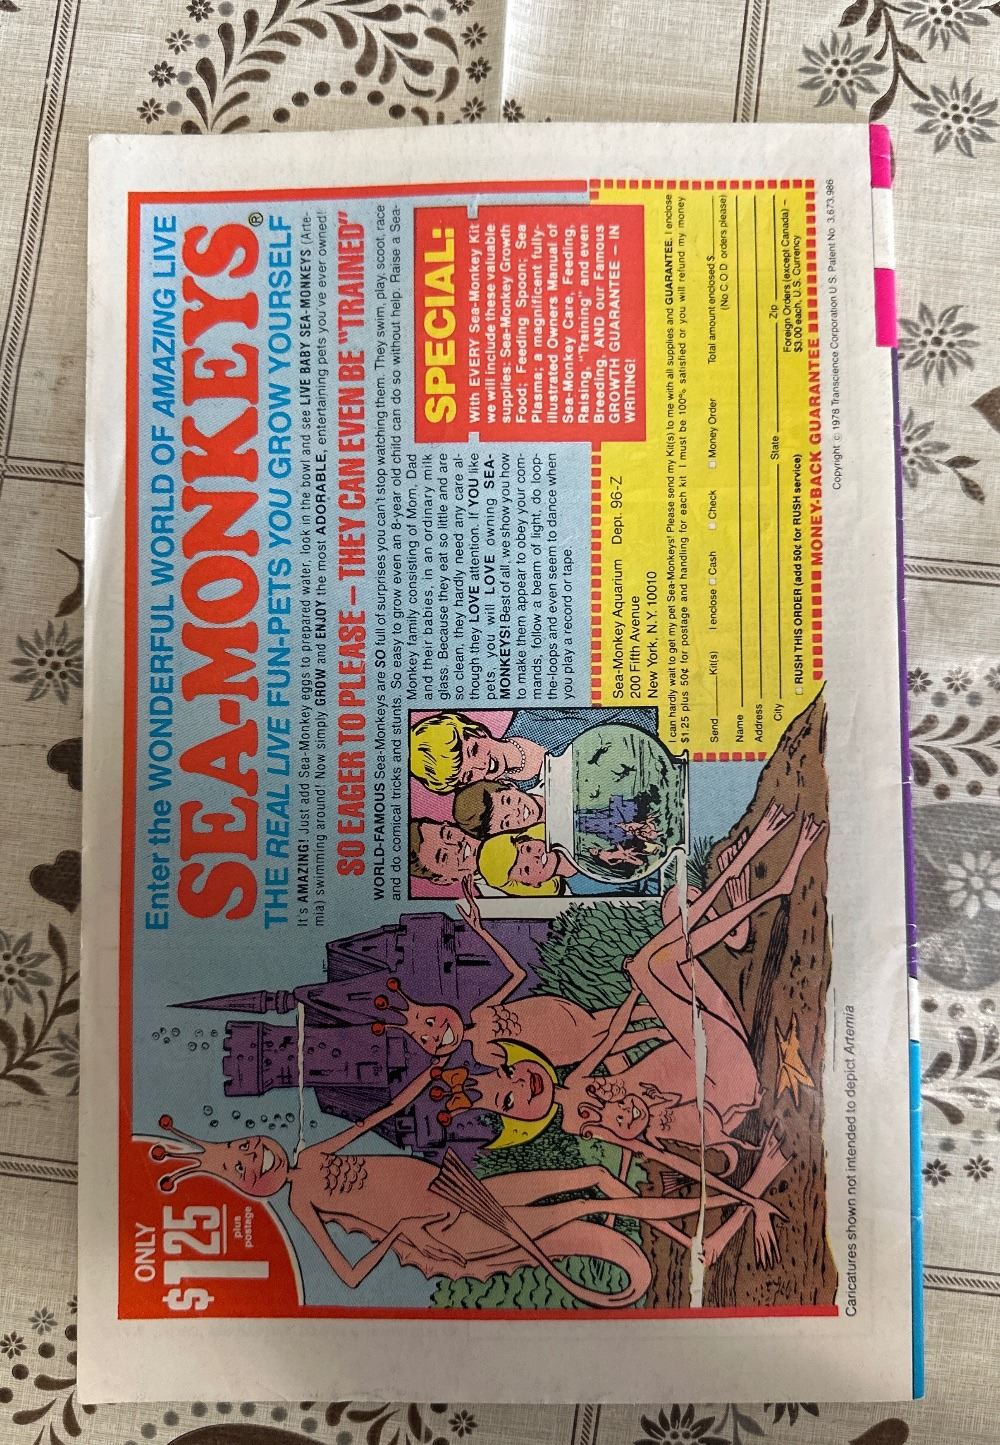 ONLY
$1.25
plus
postage
Enter the WONDERFUL WORLD OF AMAZING LIVE
SEA-MONKEYS®
THE REAL LIVE FUN-PETS YOU GROW YOURSELF
It's AMAZING! Just add Sea-Monkey eggs to prepared water, look in the bowl and see LIVE BABY SEA-MONKEYS (Arte-
mia) swimming around! Now simply GROW and ENJOY the most ADORABLE, entertaining pets you've ever owned!
SO EAGER TO PLEASE – THEY CAN EVEN BE "TRAINED"
WORLD-FAMOUS Sea-Monkeys are SO full of surprises you can't stop watching them. They swim, play, scoot, race
and do comical tricks and stunts. So easy to grow even an 8-year old child can do so without help. Raise a Sea-
Monkey family consisting of Mom, Dad
and their babies, in an ordinary milk
glass. Because they eat so little and are
so clean, they hardly need any care al-
though they LOVE attention. If YOU like
pets, you will LOVE owning SEA-
MONKEYS! Best of all, we show you how
to make them appear to obey your com-
mands, follow a beam of light, do loop-
the-loops and even seem to dance when
you play a record or tape.
SPECIAL:
With EVERY Sea-Monkey Kit
we will include these valuable
supplies: Sea-Monkey Growth
Food; Feeding Spoon; Sea
Plasma; a magnificent fully-
illustrated Owners Manual of
Sea-Monkey Care, Feeding,
Raising, "Training" and even
Breeding, AND our Famous
GROWTH GUARANTEE – IN
WRITING!
Sea-Monkey Aquarium Dept. 96-Z
200 Fifth Avenue
New York, N.Y. 10010
I can hardly wait to get my pet Sea-Monkeys! Please send my Kit(s) to me with all supplies and GUARANTEE. I enclose
$1.25 plus 50¢ for postage and handling for each kit. I must be 100% satisfied or you will refund my money
Send Kit(s) I enclose Cash Check Money Order Total amount enclosed $
(No C O D orders please)
Name
Address
City State Zip
RUSH THIS ORDER (add 50¢ for RUSH service)
Foreign Orders (except Canada) –
$3.00 each, U.S. Currency
MONEY-BACK GUARANTEE
Caricatures shown not intended to depict Artemia
Copyright © 1978 Transcience Corporation U.S. Patent No. 3,673,986